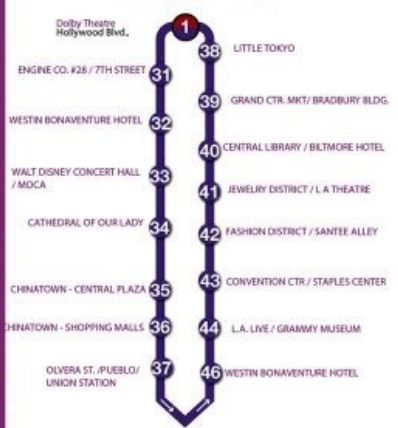 Dolby Theatre
Hollywood Blvd.,
1
31
ENGINE CO. #28 / 7TH STREET
32
WESTIN BONAVENTURE HOTEL
33
WALT DISNEY CONCERT HALL
/ MOCA
34
CATHEDRAL OF OUR LADY
35
CHINATOWN - CENTRAL PLAZA
36
HINATOWN - SHOPPING MALLS
37
OLVERA ST. /PUEBLO/
UNION STATION
38
LITTLE TOKYO
39
GRAND CTR. MKT/ BRADBURY BLDG.
40
CENTRAL LIBRARY / BILTMORE HOTEL
41
JEWELRY DISTRICT / L A THEATRE
42
FASHION DISTRICT / SANTEE ALLEY
43
CONVENTION CTR / STAPLES CENTER
44
L.A. LIVE / GRAMMY MUSEUM
46
WESTIN BONAVENTURE HOTEL